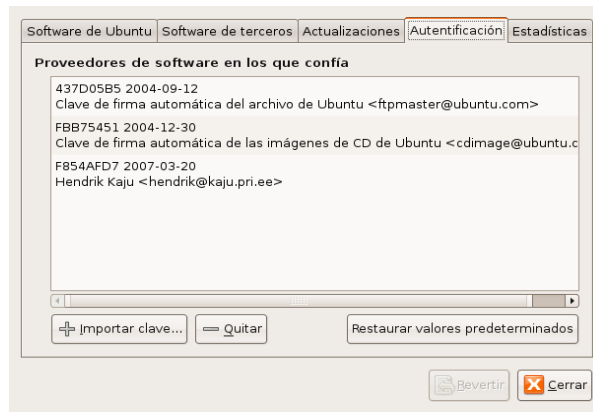 Software de Ubuntu Software de terceros Actualizaciones Autentificación Estadísticas
Proveedores de software en los que confía
437D05B5 2004-09-12
Clave de firma automática del archivo de Ubuntu <ftpmaster@ubuntu.com>
FBB75451 2004-12-30
Clave de firma automática de las imágenes de CD de Ubuntu <cdimage@ubuntu.c
F854AFD7 2007-03-20
Hendrik Kaju <hendrik@kaju.pri.ee>
Importar clave... Quitar Restaurar valores predeterminados
Revertir Cerrar